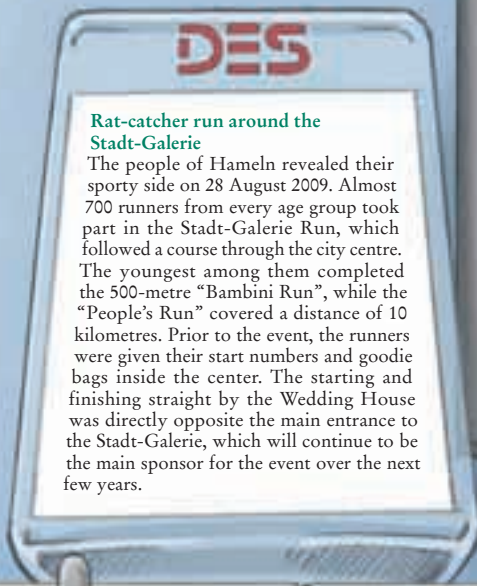 DES
Rat-catcher run around the
Stadt-Galerie
The people of Hameln revealed their
sporty side on 28 August 2009. Almost
700 runners from every age group took
part in the Stadt-Galerie Run, which
followed a course through the city centre.
The youngest among them completed
the 500-metre “Bambini Run”, while the
“People’s Run” covered a distance of 10
kilometres. Prior to the event, the runners
were given their start numbers and goodie
bags inside the center. The starting and
finishing straight by the Wedding House
was directly opposite the main entrance to
the Stadt-Galerie, which will continue to be
the main sponsor for the event over the next
few years.